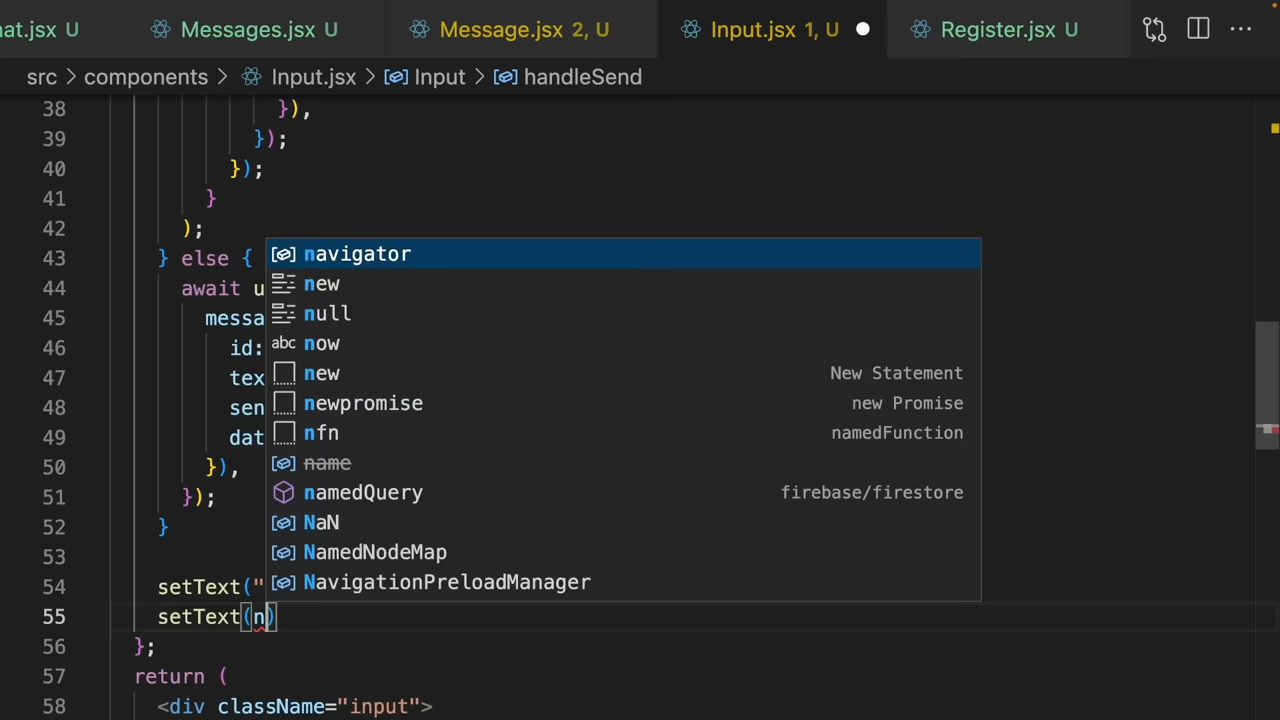 at.jsx U Messages.jsx U Message.jsx 2, U Input.jsx 1, U Register.jsx U
src > components > Input.jsx > Input > handleSend
38 }),
39 });
40 });
41 }
42 );
43 } else {
44 await u
45 messa
46 id:
47 tex
48 sen
49 dat
50 }),
51 });
52 }
53
54 setText("
55 setText(n)
56 };
57 return (
58 <div className="input">
navigator
new
null
abc now
new New Statement
newpromise new Promise
nfn namedFunction
name
namedQuery firebase/firestore
NaN
NamedNodeMap
NavigationPreloadManager